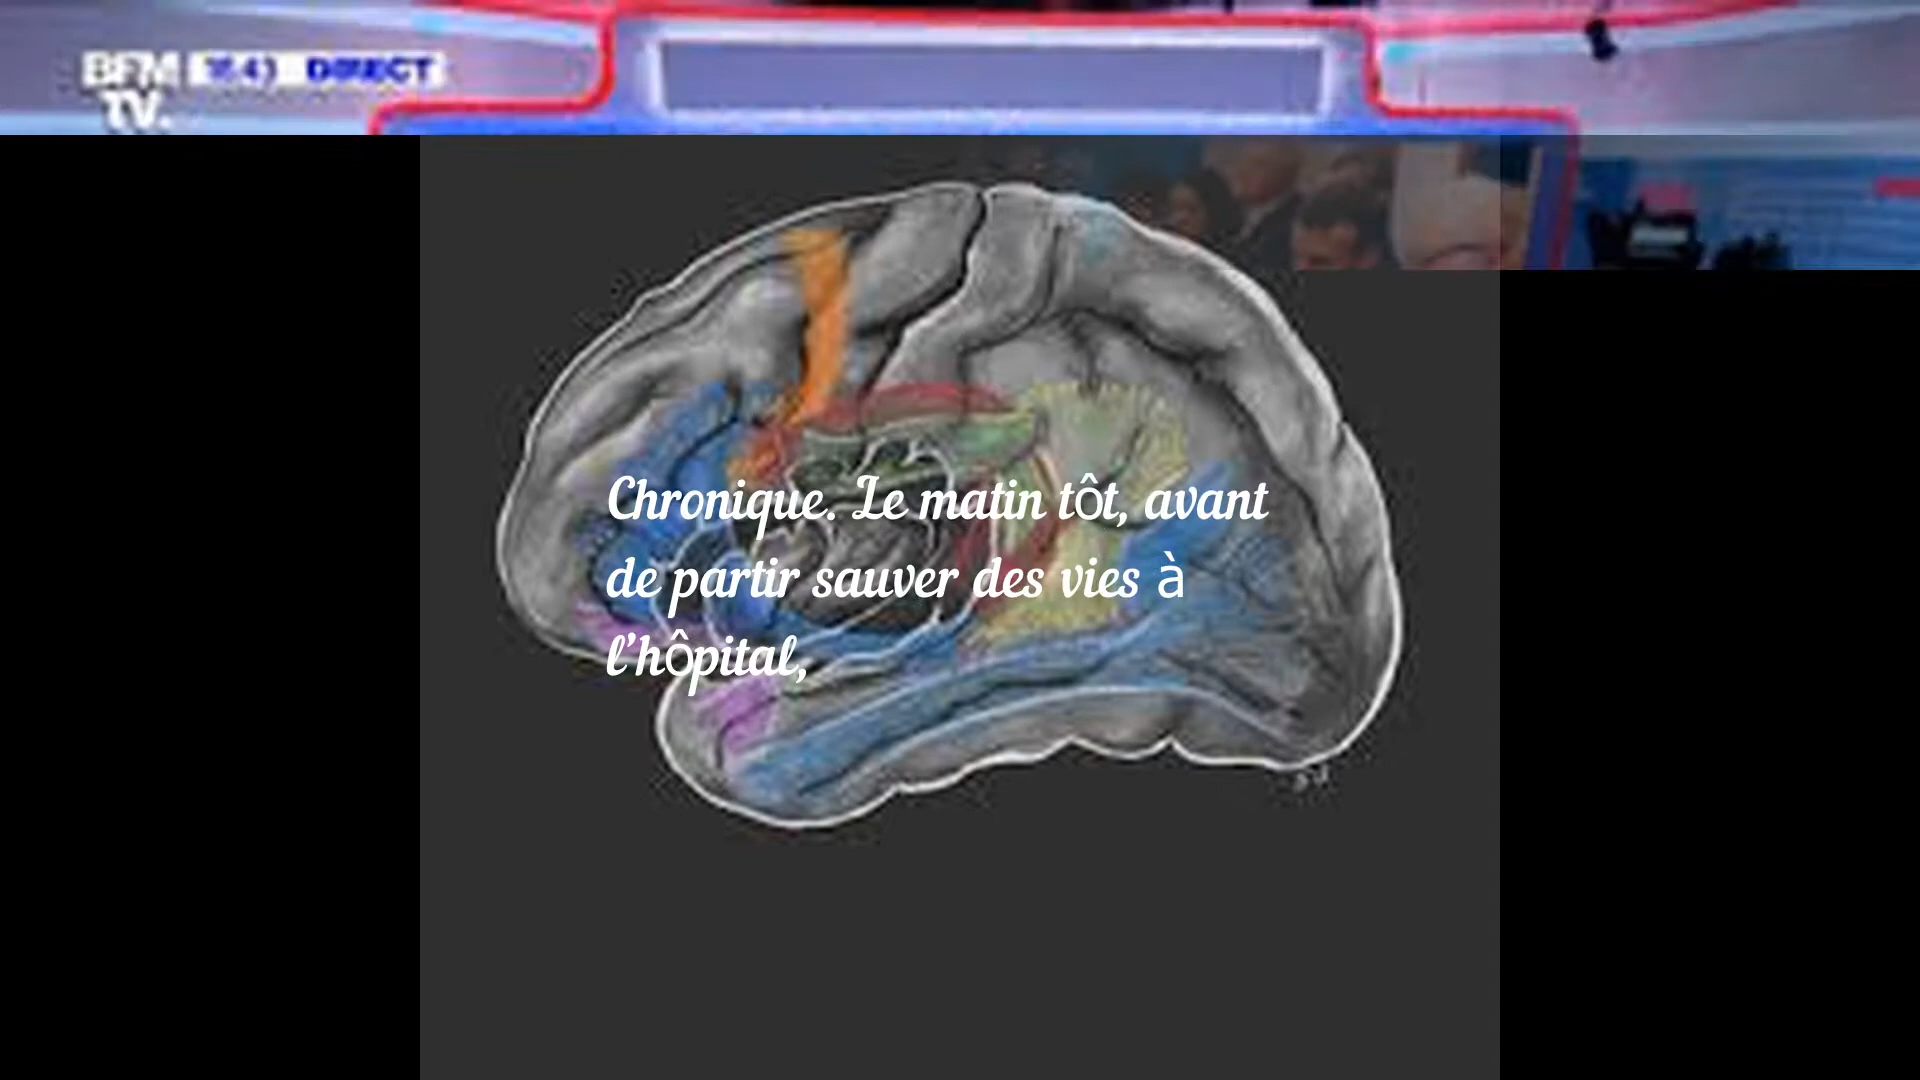 BFM DIRECT
TV.
Chronique. Le matin tôt, avant
de partir sauver des vies à
l'hôpital,